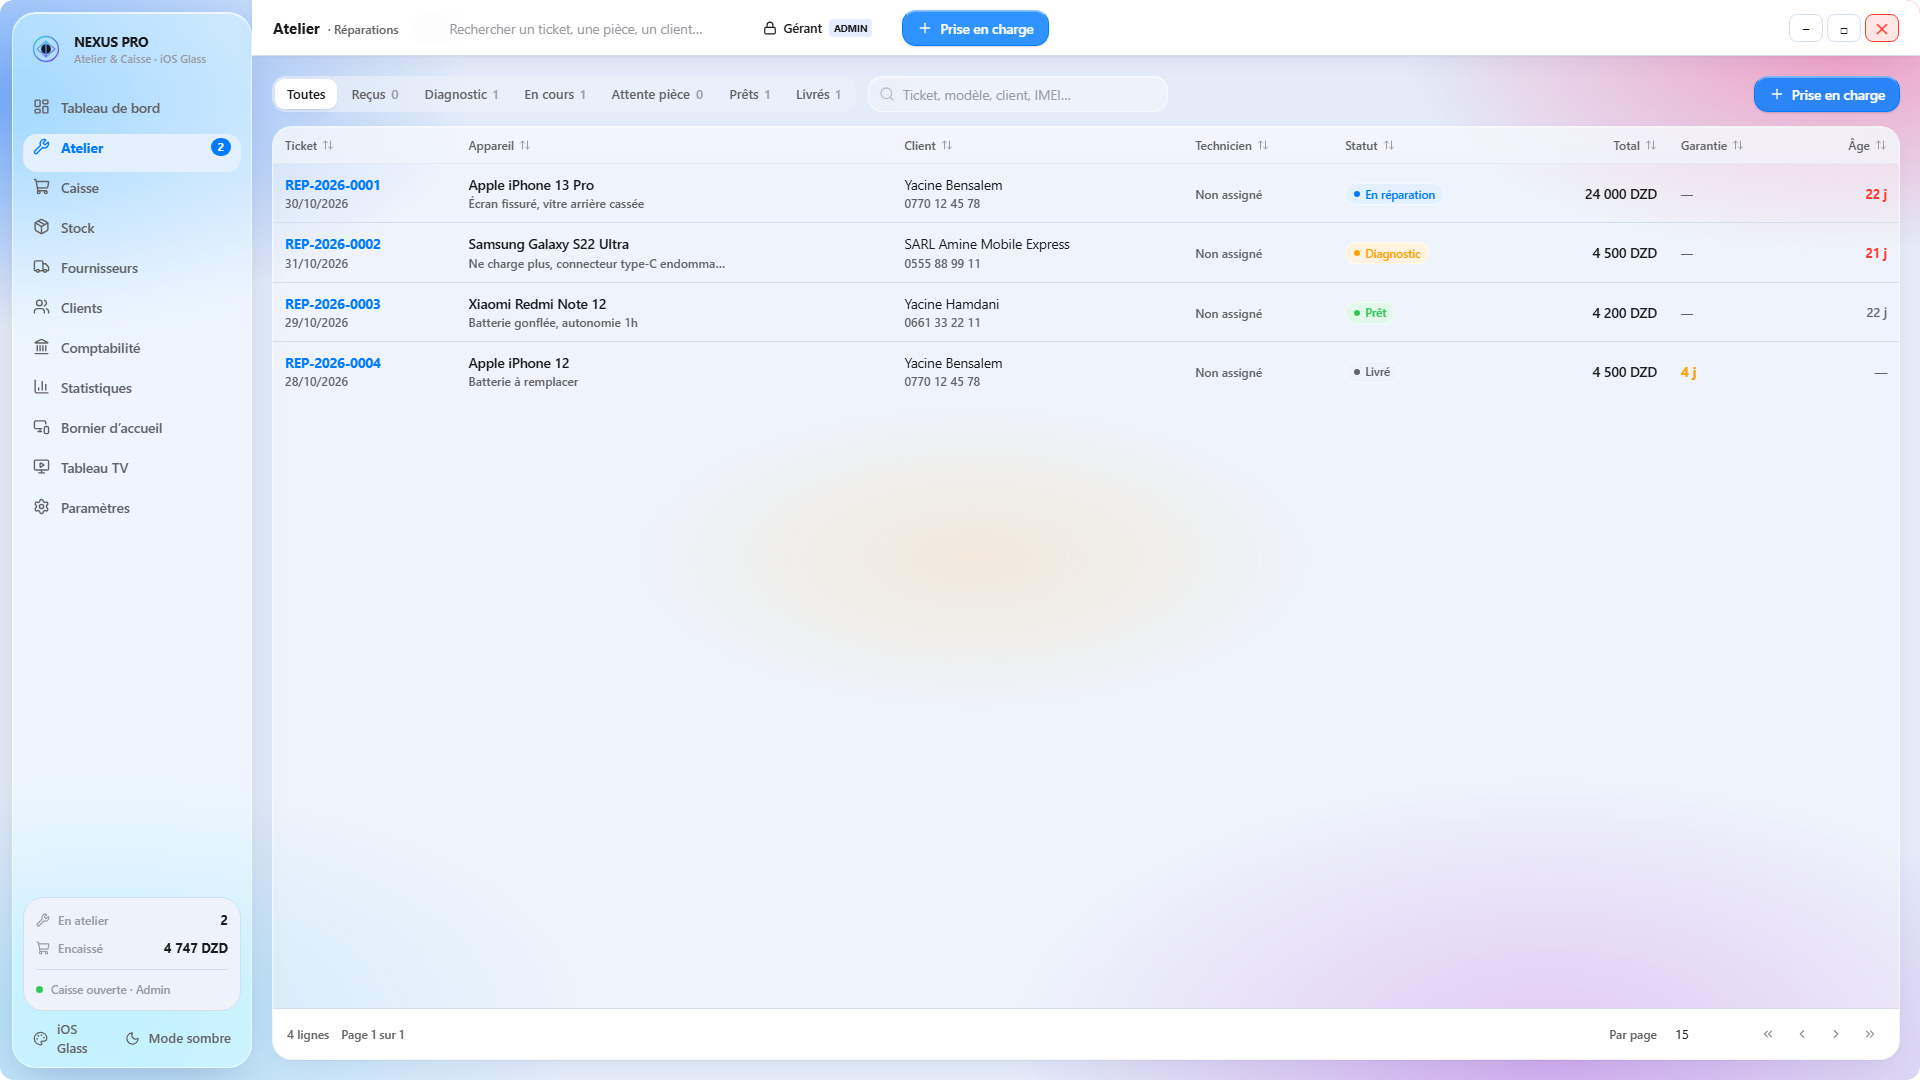 NEXUS PRO
Atelier & Caisse · iOS Glass
Tableau de bord
Atelier 2
Caisse
Stock
Fournisseurs
Clients
Comptabilité
Statistiques
Bornier d’accueil
Tableau TV
Paramètres
En atelier 2
Encaissé 4 747 DZD
Caisse ouverte · Admin
iOS Glass
Mode sombre
Atelier · Réparations
Rechercher un ticket, une pièce, un client...
Gérant ADMIN
+ Prise en charge
Toutes Reçus 0 Diagnostic 1 En cours 1 Attente pièce 0 Prêts 1 Livrés 1
Ticket, modèle, client, IMEI...
+ Prise en charge
Ticket Appareil Client Technicien Statut Total Garantie Âge
REP-2026-0001 Apple iPhone 13 Pro Yacine Bensalem Non assigné En réparation 24 000 DZD — 22 j
30/10/2026 Écran fissuré, vitre arrière cassée 0770 12 45 78
REP-2026-0002 Samsung Galaxy S22 Ultra SARL Amine Mobile Express Non assigné Diagnostic 4 500 DZD — 21 j
31/10/2026 Ne charge plus, connecteur type-C endomma... 0555 88 99 11
REP-2026-0003 Xiaomi Redmi Note 12 Yacine Hamdani Non assigné Prêt 4 200 DZD — 22 j
29/10/2026 Batterie gonflée, autonomie 1h 0661 33 22 11
REP-2026-0004 Apple iPhone 12 Yacine Bensalem Non assigné Livré 4 500 DZD 4 j —
28/10/2026 Batterie à remplacer 0770 12 45 78
4 lignes Page 1 sur 1
Par page 15 « ‹ › »